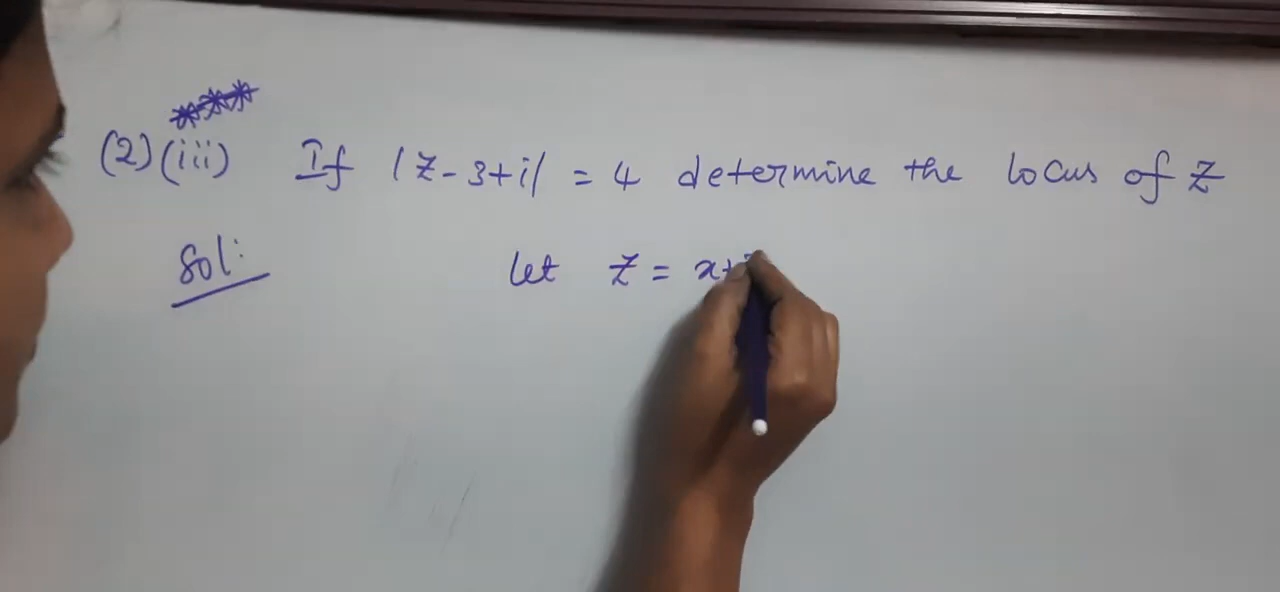 (2)(iii) If |z-3+i| = 4 determine the locus of z
Sol:
let z = x+